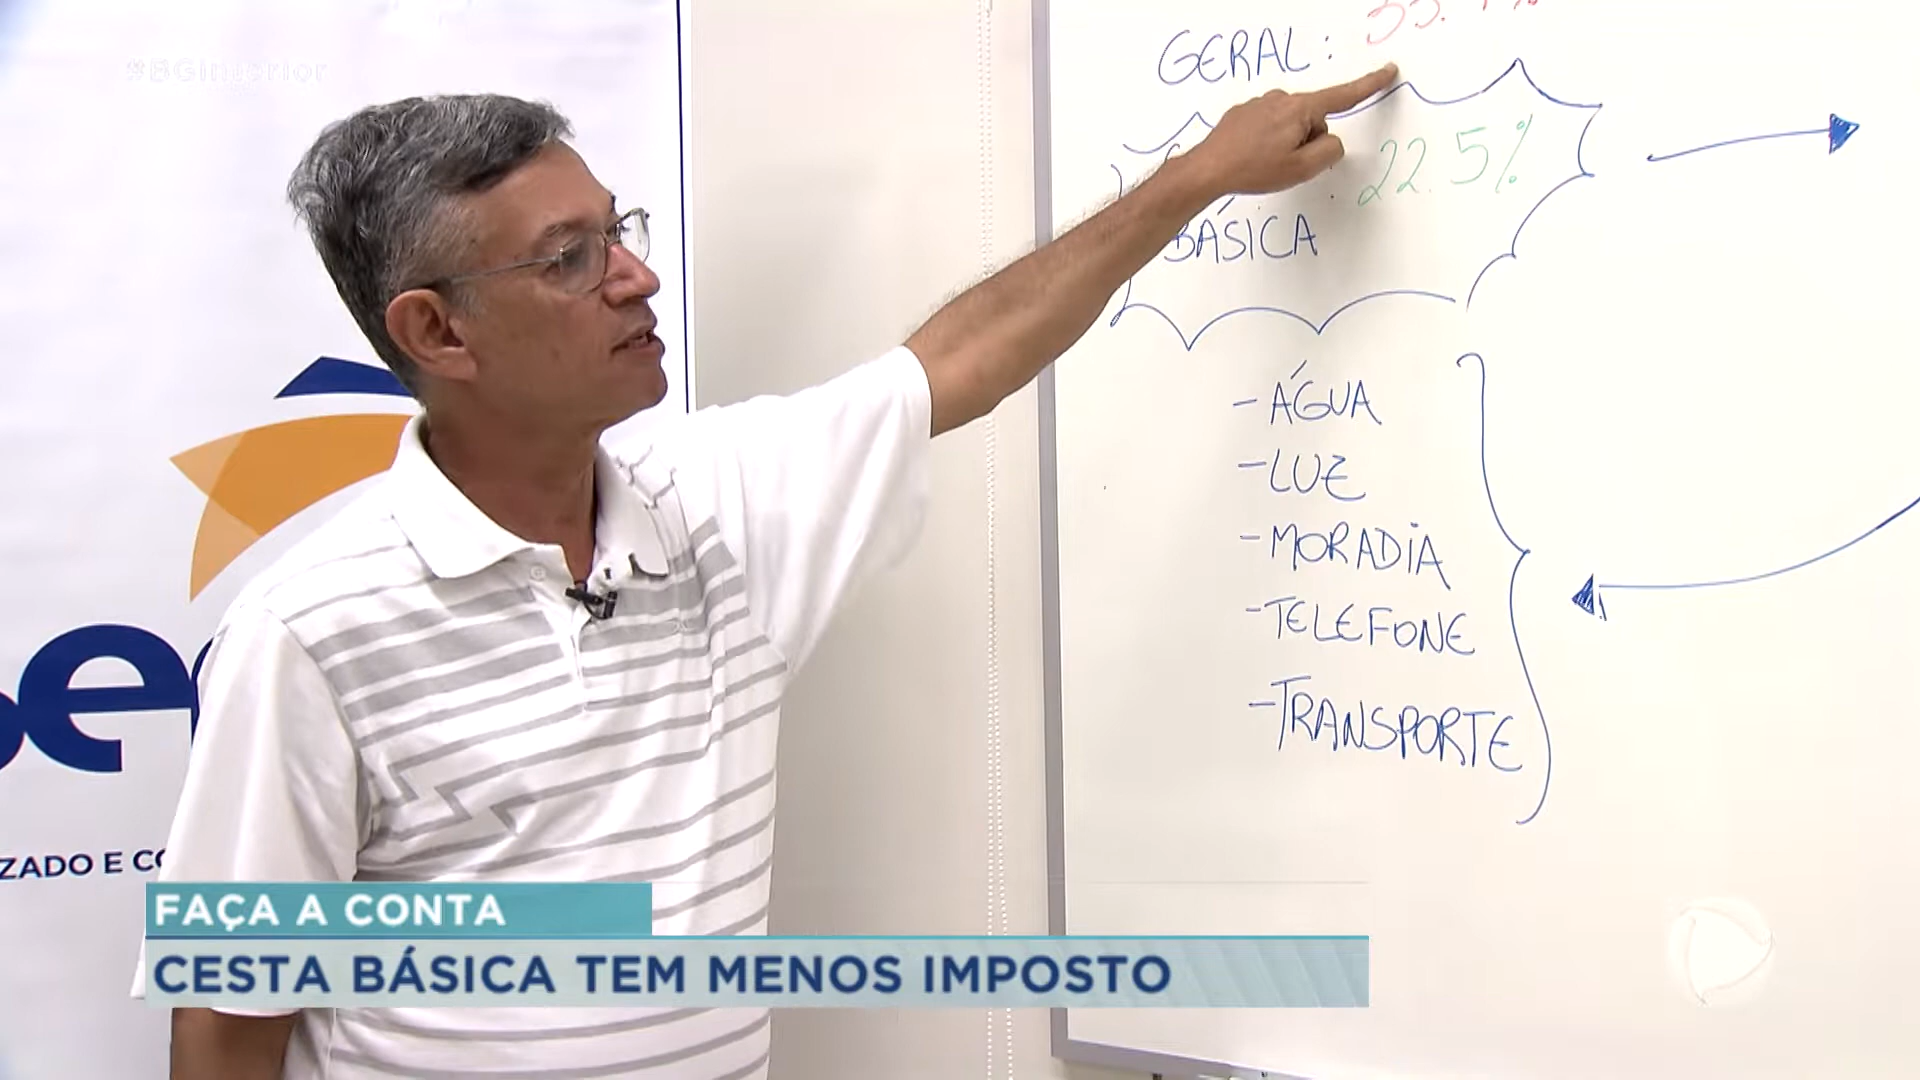 #BGInterior
GERAL:
: 22.5%
BÁSICA
- ÁGUA
- LUZ
- MORADIA
- TELEFONE
- TRANSPORTE
ZADO E CO
FAÇA A CONTA
CESTA BÁSICA TEM MENOS IMPOSTO